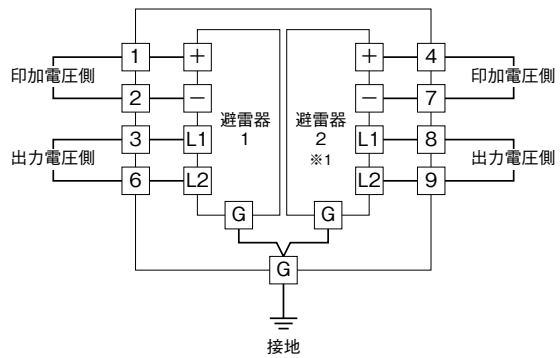 1 + + 4
印加電圧側 印加電圧側
2 − − 7
避雷器 避雷器
1 2
※1
3 L1 L1 8
出力電圧側 出力電圧側
6 L2 L2 9
G G
G
接地